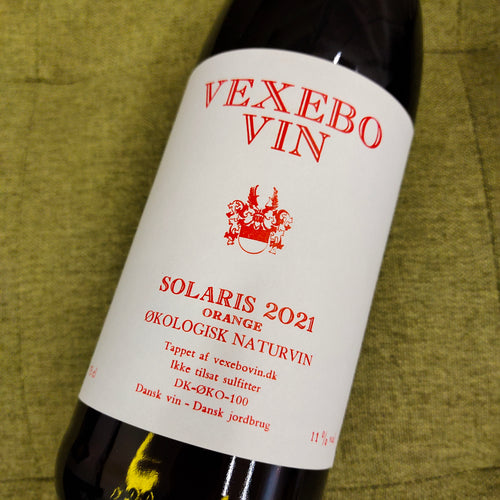 VEXEBO
VIN
SOLARIS 2021
ORANGE
ØKOLOGISK NATURVIN
Tappet af vexebovin.dk
Ikke tilsat sulfitter
DK-ØKO-100
Dansk vin - Dansk jordbrug
11 %